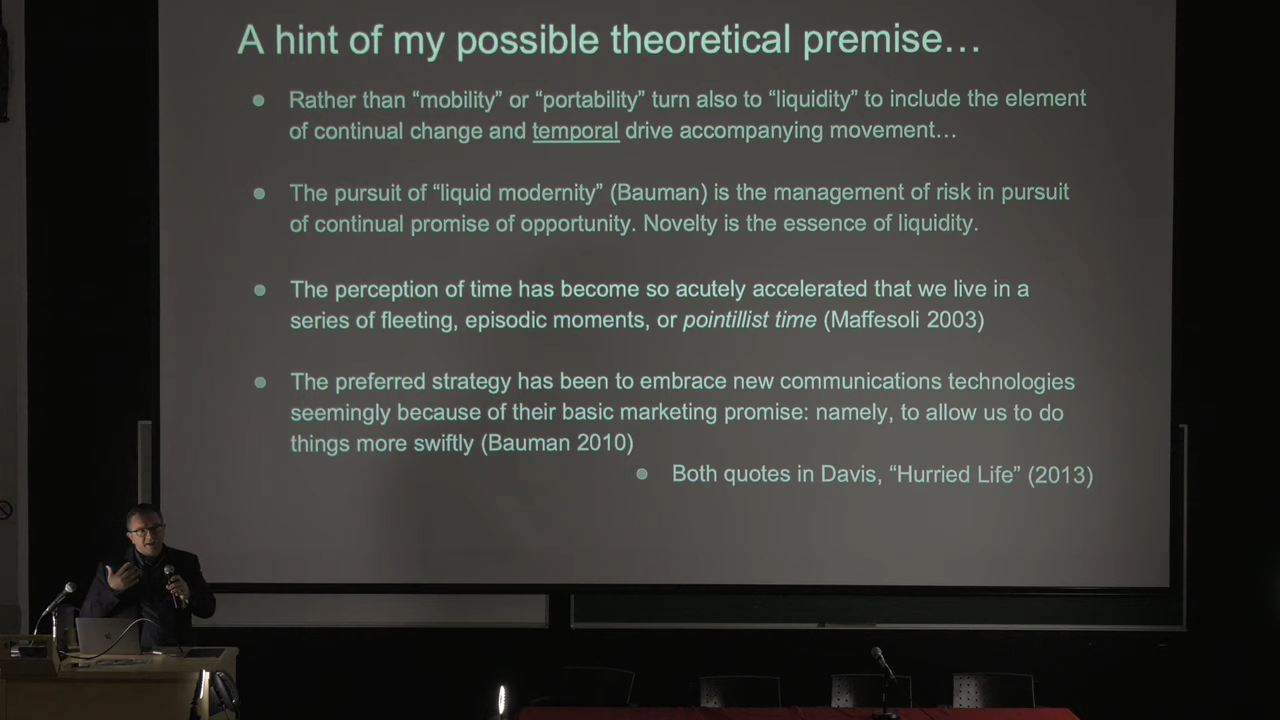 A hint of my possible theoretical premise…
● Rather than “mobility” or “portability” turn also to “liquidity” to include the element
of continual change and temporal drive accompanying movement…
● The pursuit of “liquid modernity” (Bauman) is the management of risk in pursuit
of continual promise of opportunity. Novelty is the essence of liquidity.
● The perception of time has become so acutely accelerated that we live in a
series of fleeting, episodic moments, or pointillist time (Maffesoli 2003)
● The preferred strategy has been to embrace new communications technologies
seemingly because of their basic marketing promise: namely, to allow us to do
things more swiftly (Bauman 2010)
● Both quotes in Davis, “Hurried Life” (2013)